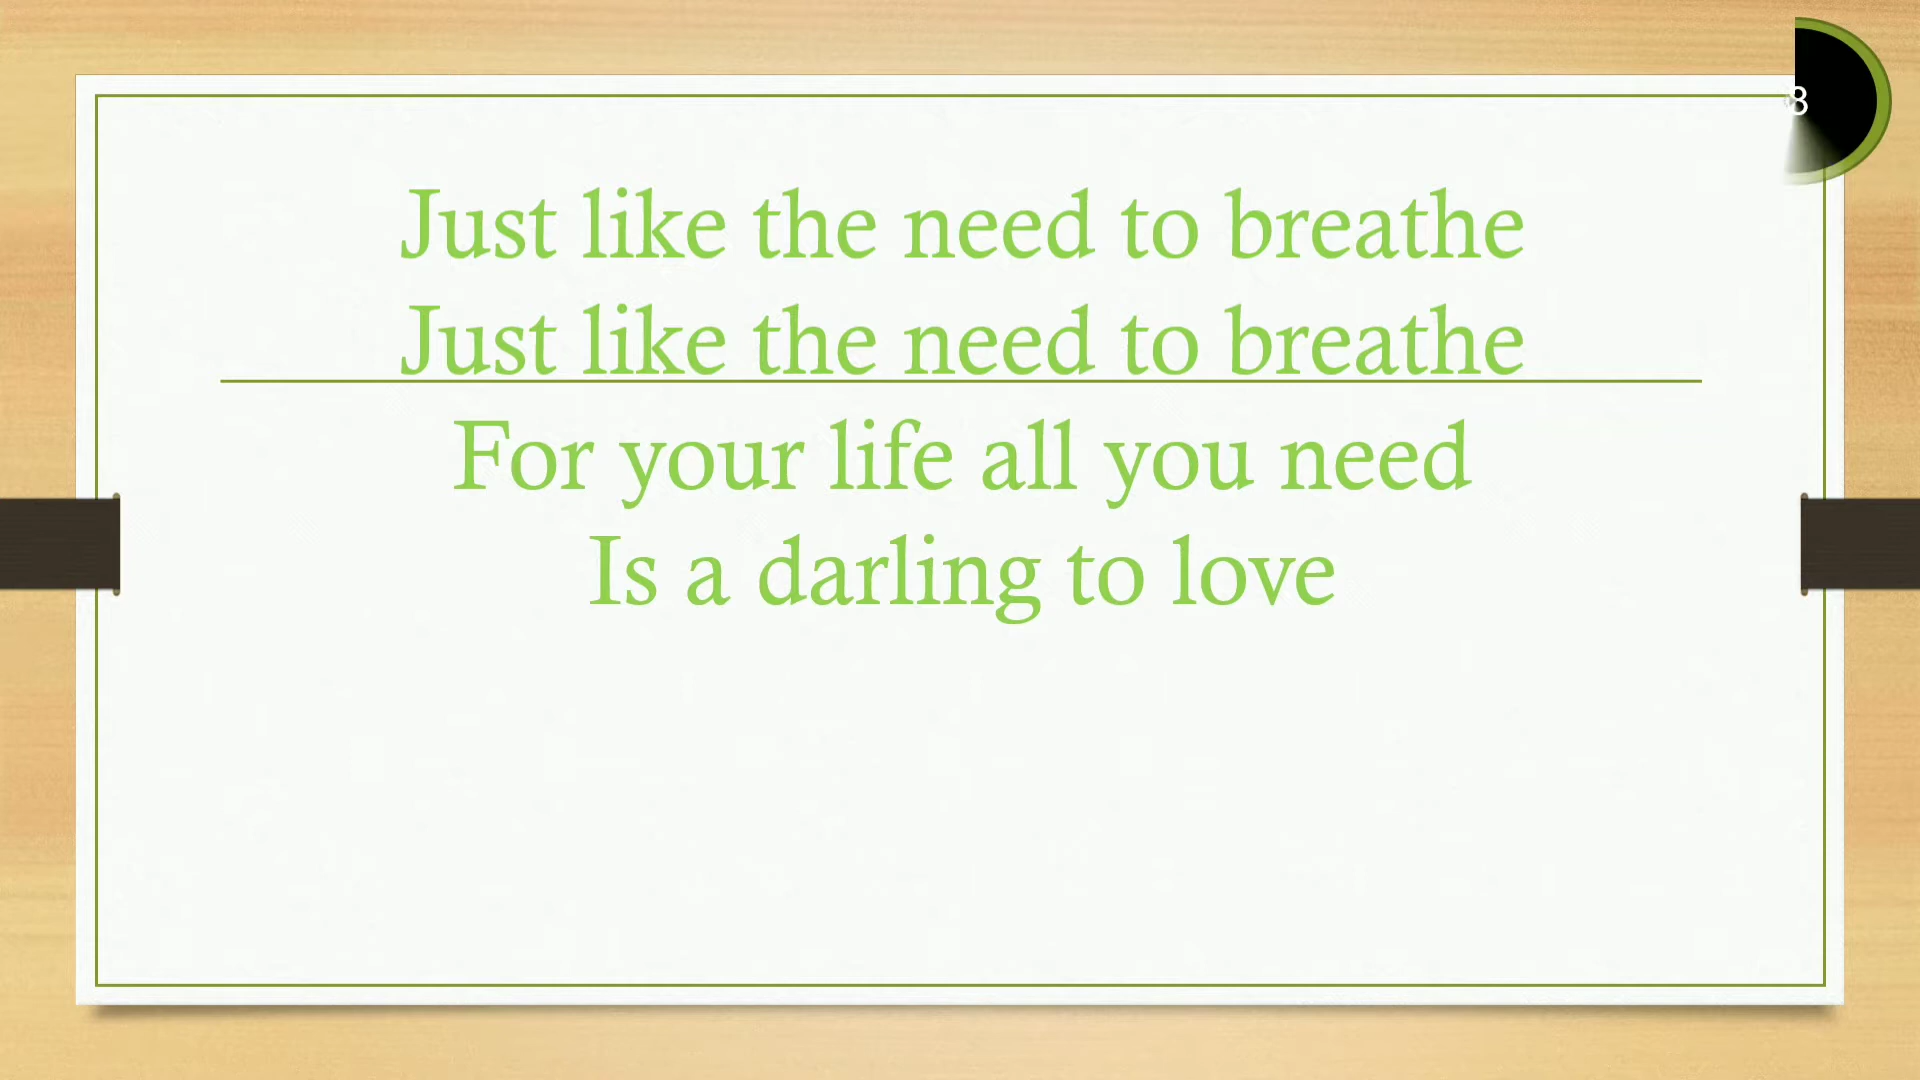 8
Just like the need to breathe
Just like the need to breathe
For your life all you need
Is a darling to love